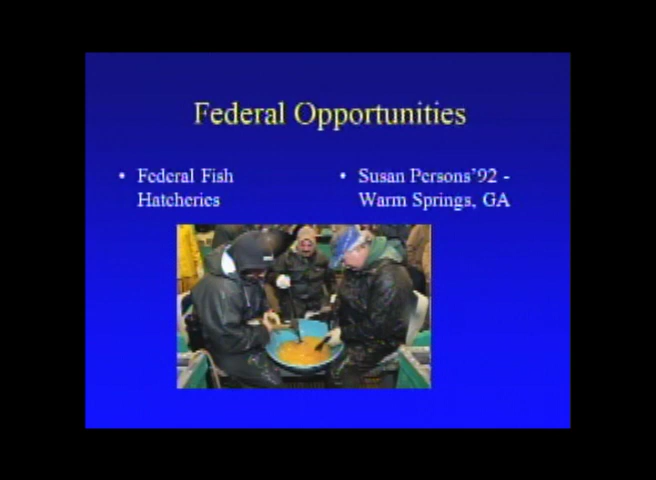 Federal Opportunities
• Federal Fish
Hatcheries
• Susan Persons'92 -
Warm Springs, GA